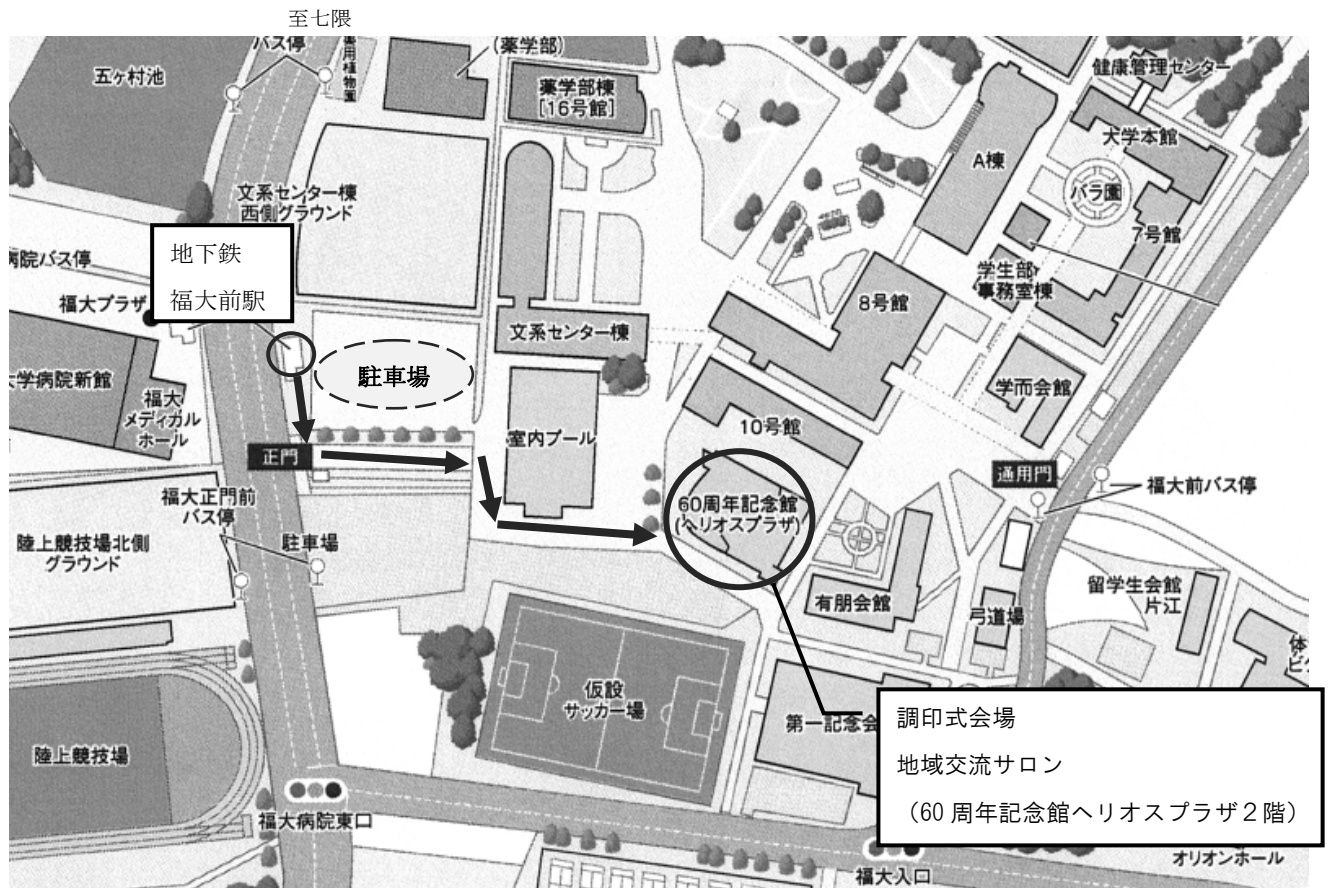 至七隈
バス停
薬用植物園
(薬学部)
五ヶ村池
薬学部棟
[16号館]
健康管理センター
大学本館
A棟
バラ園
7号館
文系センター棟
西側グラウンド
地下鉄
福大前駅
病院バス停
福大プラザ
学生部
事務室棟
8号館
文系センター棟
駐車場
大学病院新館
福大
メディカル
ホール
学而会館
10号館
室内プール
正門
通用門
福大前バス停
60周年記念館
(ヘリオスプラザ)
福大正門前
バス停
陸上競技場北側
グラウンド
駐車場
留学生会館
片江
有朋会館
弓道場
体
ビク
仮設
サッカー場
第一記念会
調印式会場
地域交流サロン
（60 周年記念館ヘリオスプラザ２階）
陸上競技場
福大病院東口
福大入口
オリオンホール